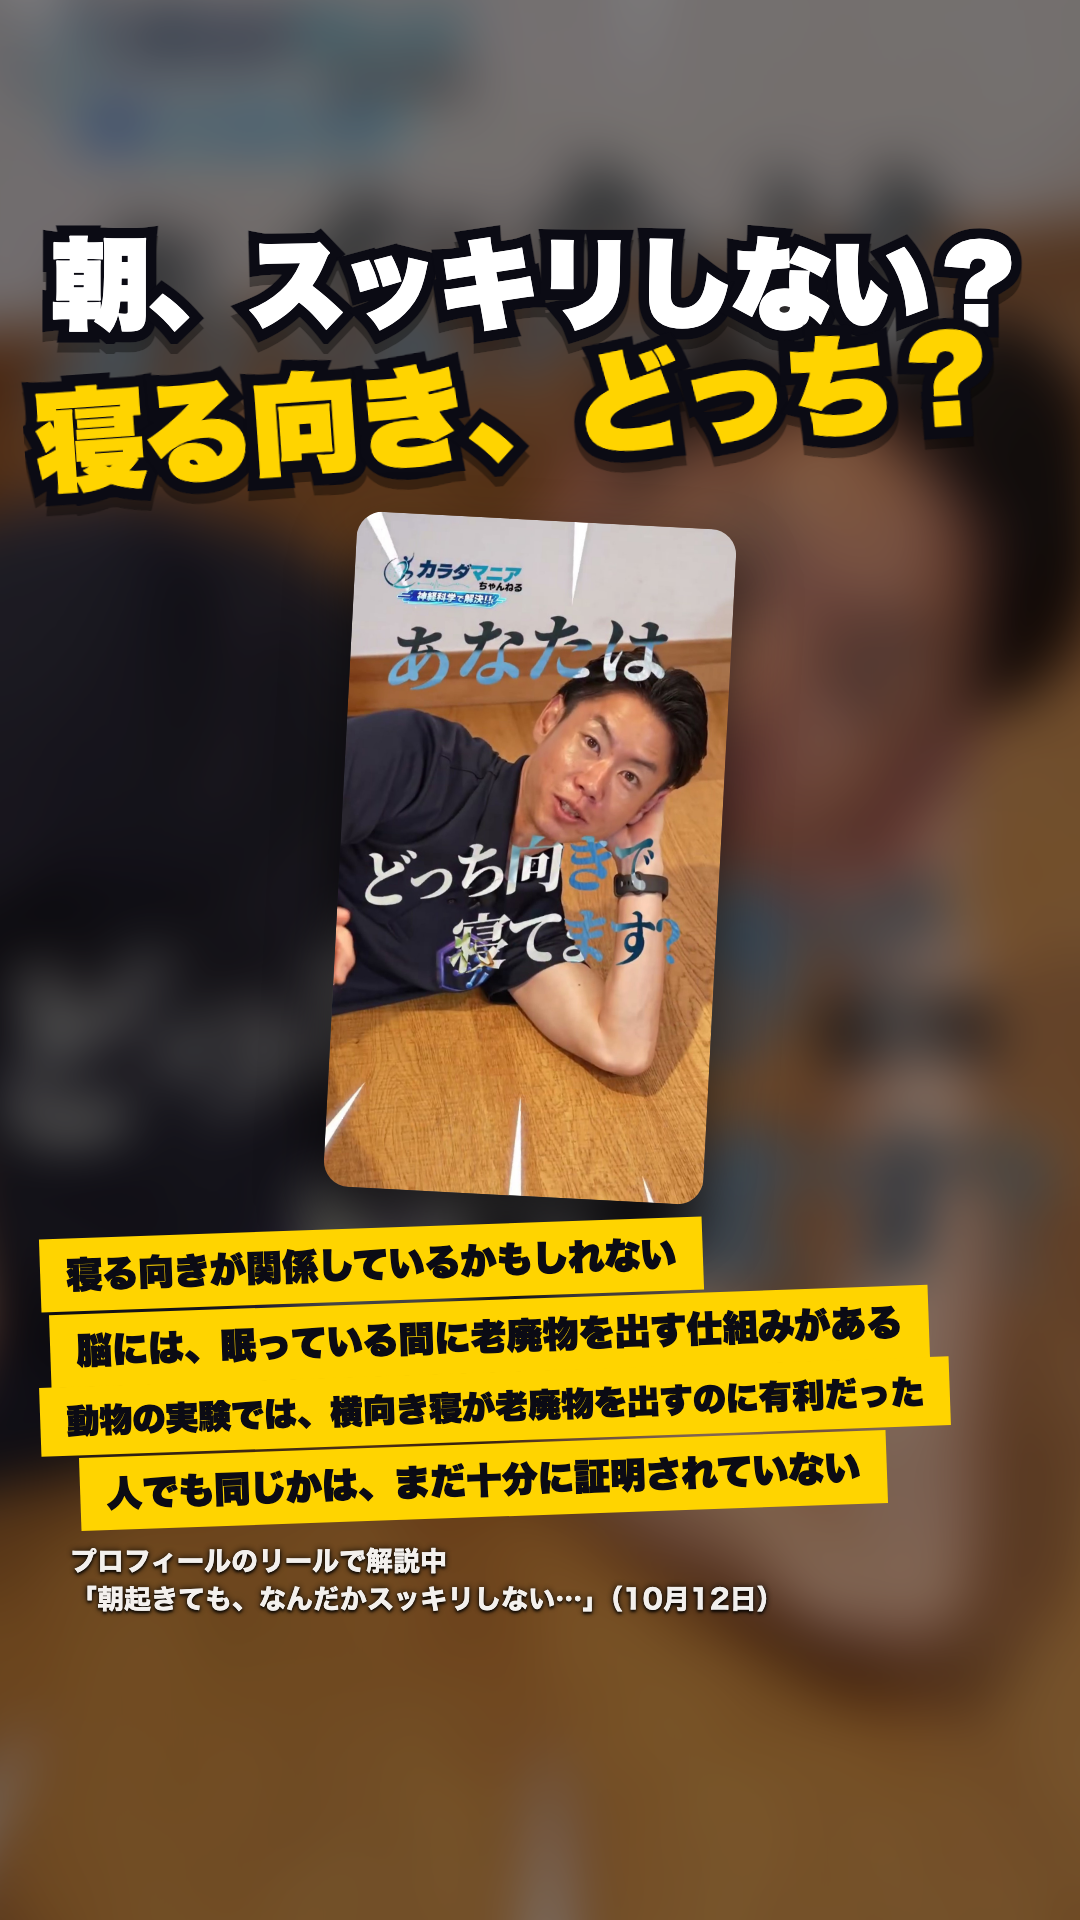 朝、スッキリしない？
寝る向き、どっち？
カラダマニア
ちゃんねる
神経科学で解決!!
あなたは
どっち向きで
寝てます?
寝る向きが関係しているかもしれない
脳には、眠っている間に老廃物を出す仕組みがある
動物の実験では、横向き寝が老廃物を出すのに有利だった
人でも同じかは、まだ十分に証明されていない
プロフィールのリールで解説中
「朝起きても、なんだかスッキリしない…」（10月12日）